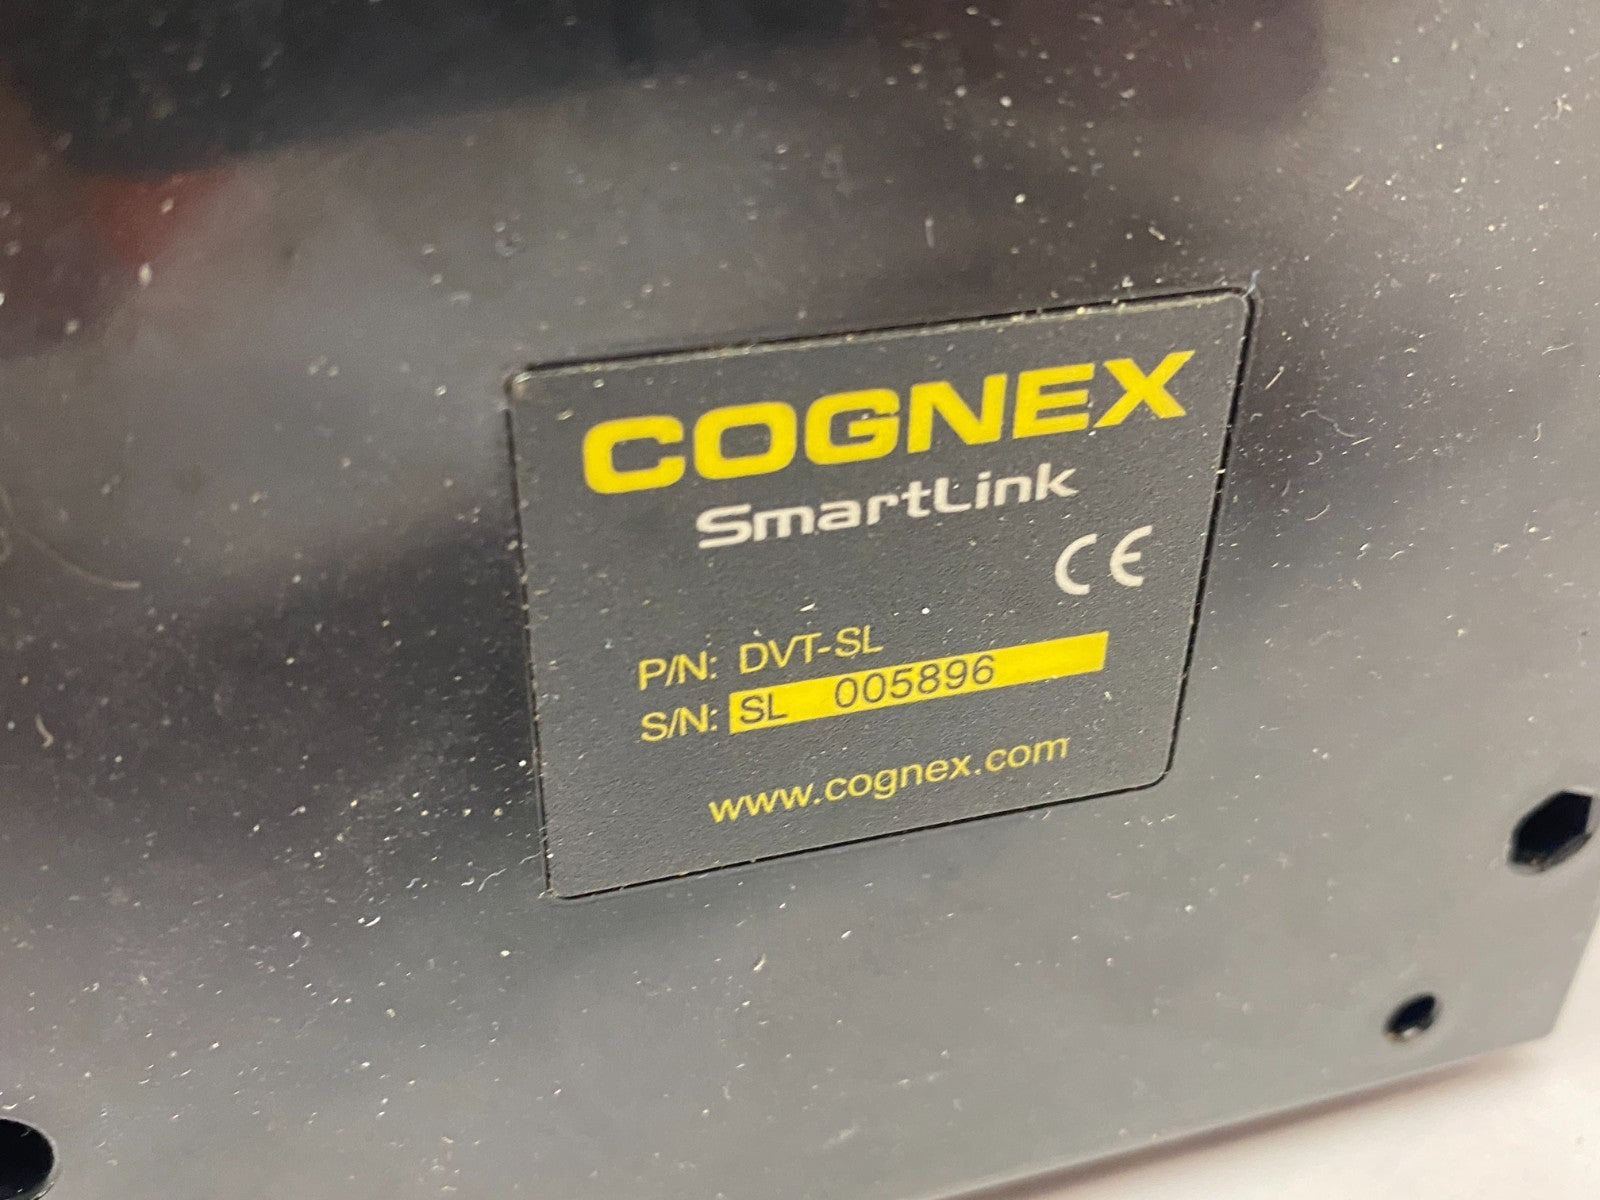 COGNEX
SmartLink
CE
P/N: DVT-SL
S/N: SL 005896
www.cognex.com